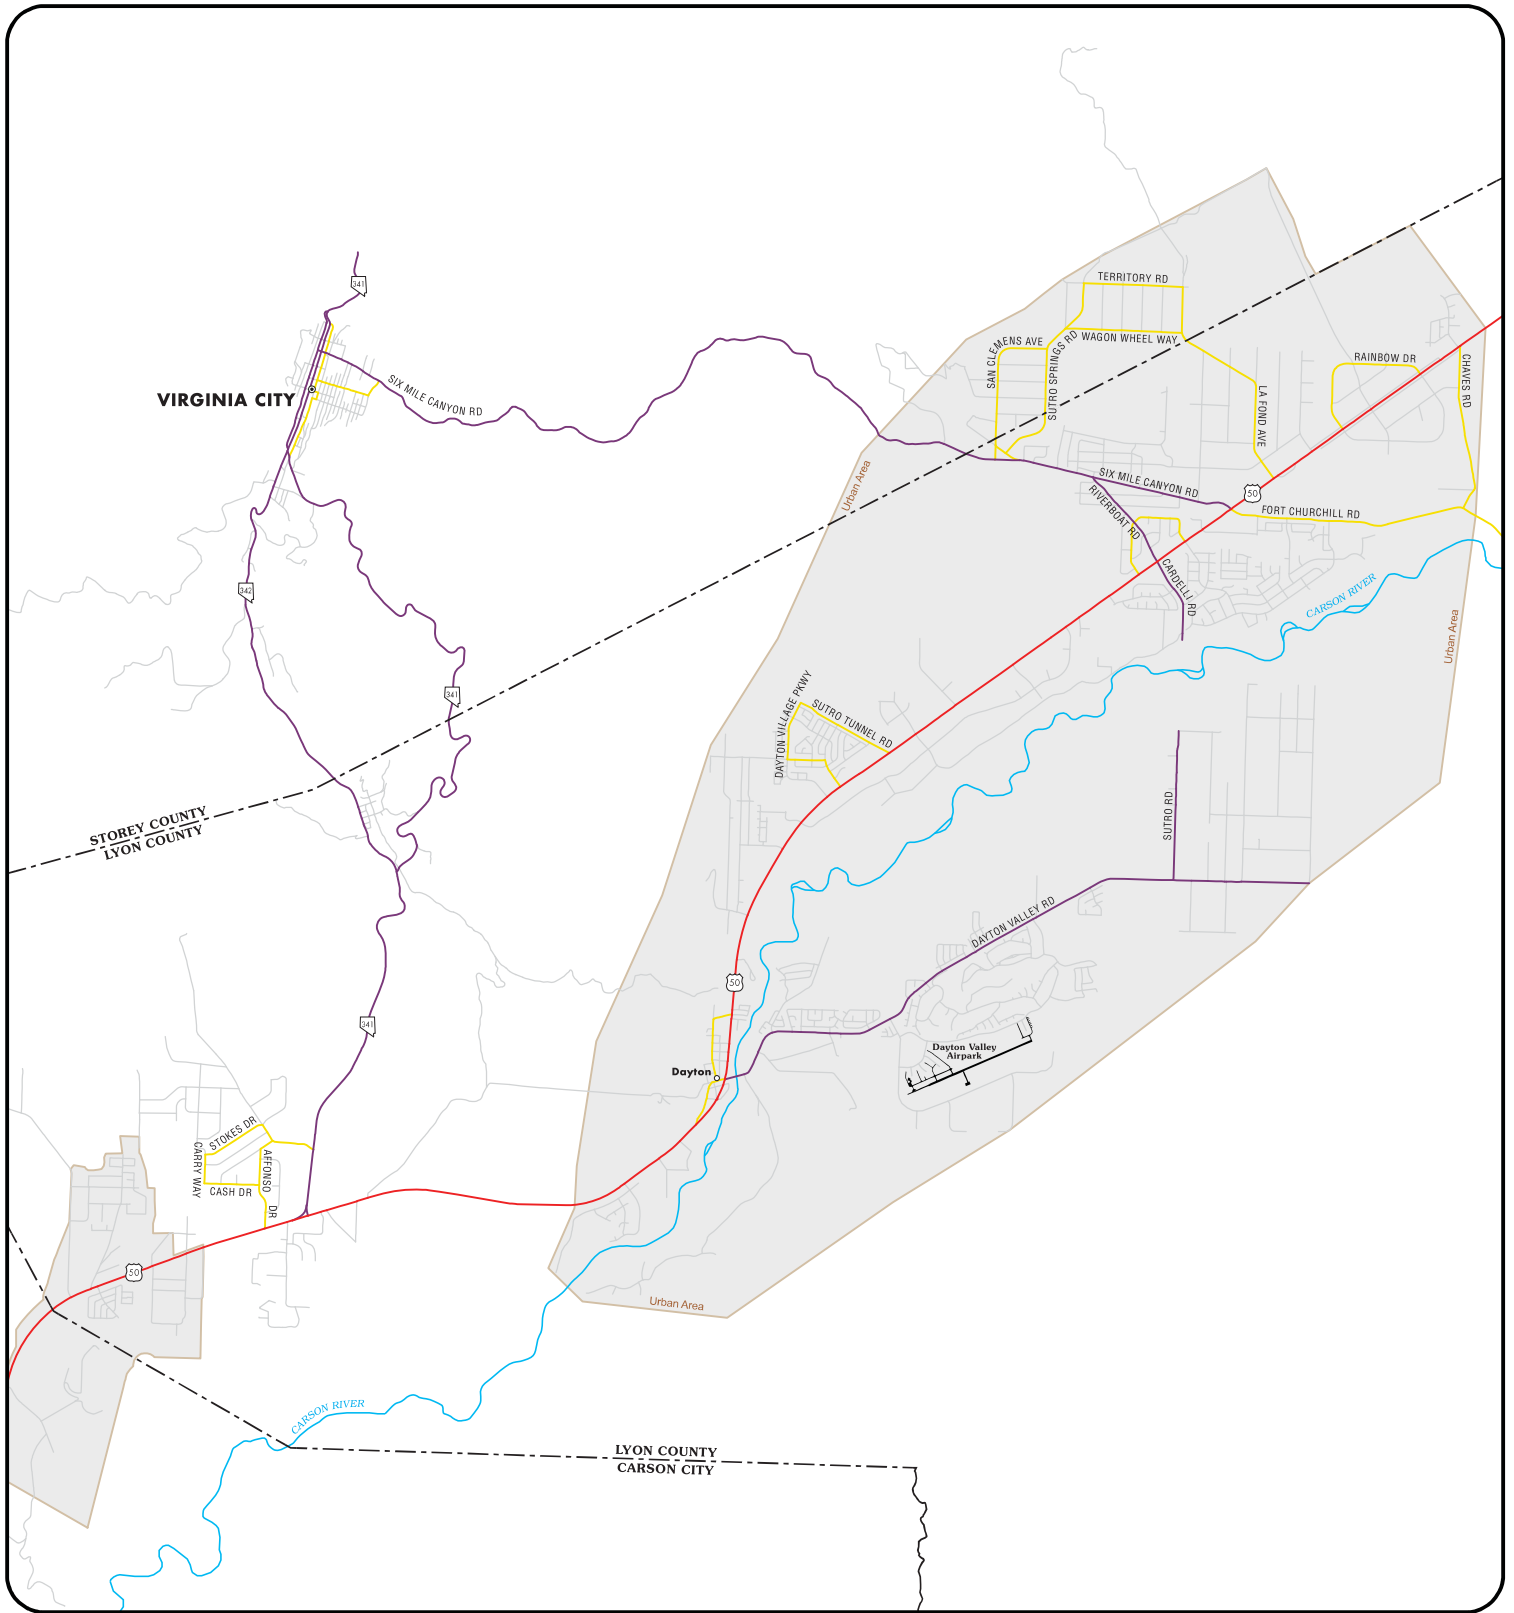 TERRITORY RD
341
SAN CLEMENS AVE
SUTRO SPRINGS RD
WAGON WHEEL WAY
RAINBOW DR
CHAVES RD
VIRGINIA CITY
SIX MILE CANYON RD
LA FOND AVE
Urban Area
SIX MILE CANYON RD
50
RIVERBOAT RD
FORT CHURCHILL RD
342
CARDELLI RD
CARSON RIVER
Urban Area
341
DAYTON VILLAGE PKWY
SUTRO TUNNEL RD
STOREY COUNTY
LYON COUNTY
SUTRO RD
DAYTON VALLEY RD
50
341
Dayton Valley
Airpark
Dayton
STOKES DR
CARRY WAY
AFFONSO DR
CASH DR
50
Urban Area
CARSON RIVER
LYON COUNTY
CARSON CITY